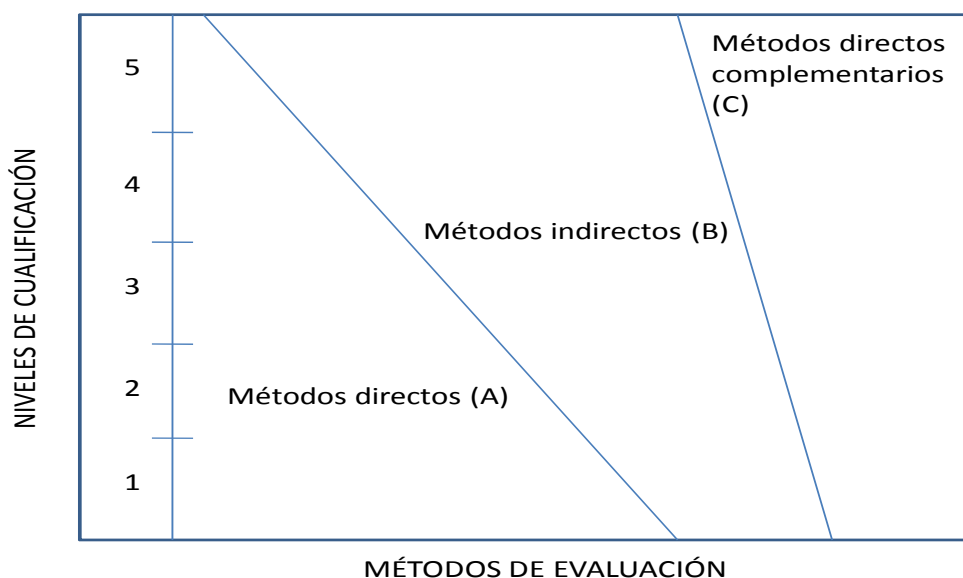 NIVELES DE CUALIFICACIÓN
5
4
3
2
1
Métodos directos
complementarios
(C)
Métodos indirectos (B)
Métodos directos (A)
MÉTODOS DE EVALUACIÓN